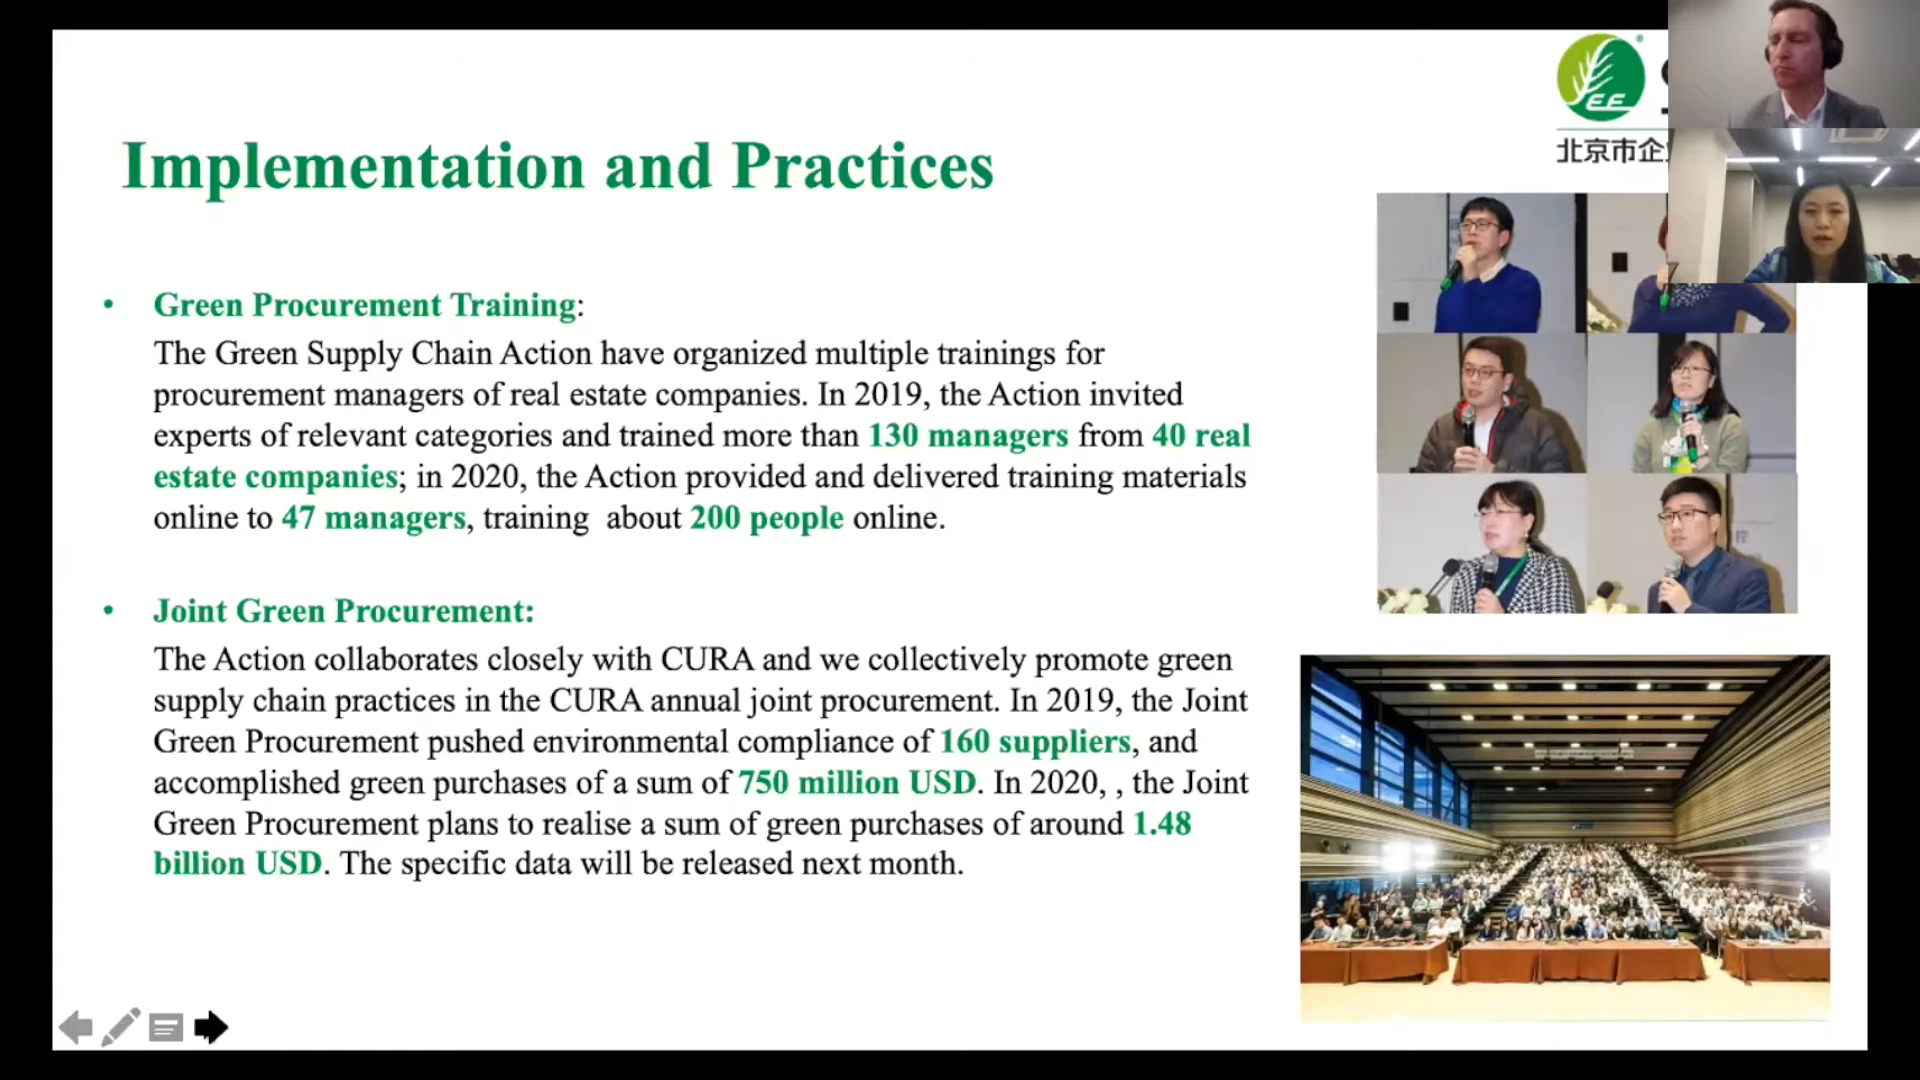 EE
北京市企
Implementation and Practices
• Green Procurement Training:
The Green Supply Chain Action have organized multiple trainings for
procurement managers of real estate companies. In 2019, the Action invited
experts of relevant categories and trained more than 130 managers from 40 real
estate companies; in 2020, the Action provided and delivered training materials
online to 47 managers, training about 200 people online.
• Joint Green Procurement:
The Action collaborates closely with CURA and we collectively promote green
supply chain practices in the CURA annual joint procurement. In 2019, the Joint
Green Procurement pushed environmental compliance of 160 suppliers, and
accomplished green purchases of a sum of 750 million USD. In 2020, , the Joint
Green Procurement plans to realise a sum of green purchases of around 1.48
billion USD. The specific data will be released next month.